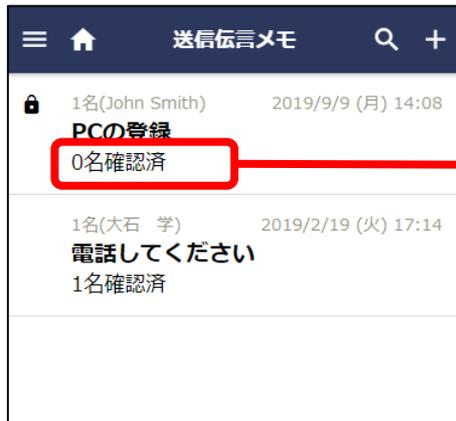 送信伝言メモ
1名(John Smith) 2019/9/9 (月) 14:08
PCの登録
0名確認済
1名(大石　学) 2019/2/19 (火) 17:14
電話してください
1名確認済